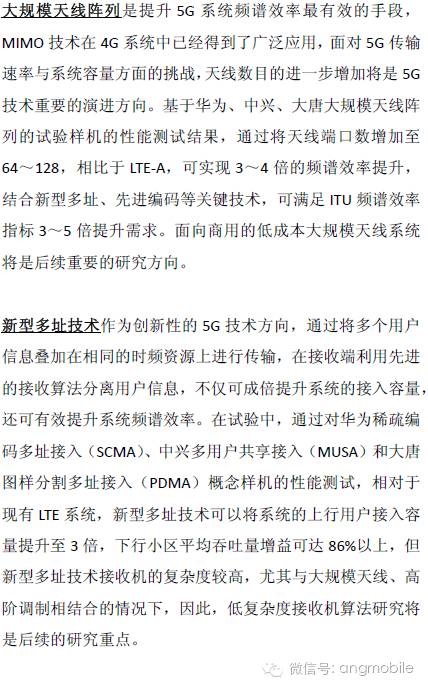 大规模天线阵列是提升 5G 系统频谱效率最有效的手段，
MIMO 技术在 4G 系统中已经得到了广泛应用，面对 5G 传输
速率与系统容量方面的挑战，天线数目的进一步增加将是 5G
技术重要的演进方向。基于华为、中兴、大唐大规模天线阵
列的试验样机的性能测试结果，通过将天线端口数增加至
64～128，相比于 LTE-A，可实现 3～4 倍的频谱效率提升，
结合新型多址、先进编码等关键技术，可满足 ITU 频谱效率
指标 3～5 倍提升需求。面向商用的低成本大规模天线系统
将是后续重要的研究方向。
新型多址技术作为创新性的 5G 技术方向，通过将多个用户
信息叠加在相同的时频资源上进行传输，在接收端利用先进
的接收算法分离用户信息，不仅可成倍提升系统的接入容量，
还可有效提升系统频谱效率。在试验中，通过对华为稀疏编
码多址接入（SCMA）、中兴多用户共享接入（MUSA）和大唐
图样分割多址接入（PDMA）概念样机的性能测试，相对于
现有 LTE 系统，新型多址技术可以将系统的上行用户接入容
量提升至 3 倍，下行小区平均吞吐量增益可达 86%以上，但
新型多址技术接收机的复杂度较高，尤其与大规模天线、高
阶调制相结合的情况下，因此，低复杂度接收机算法研究将
是后续的研究重点。
微信号: angmobile